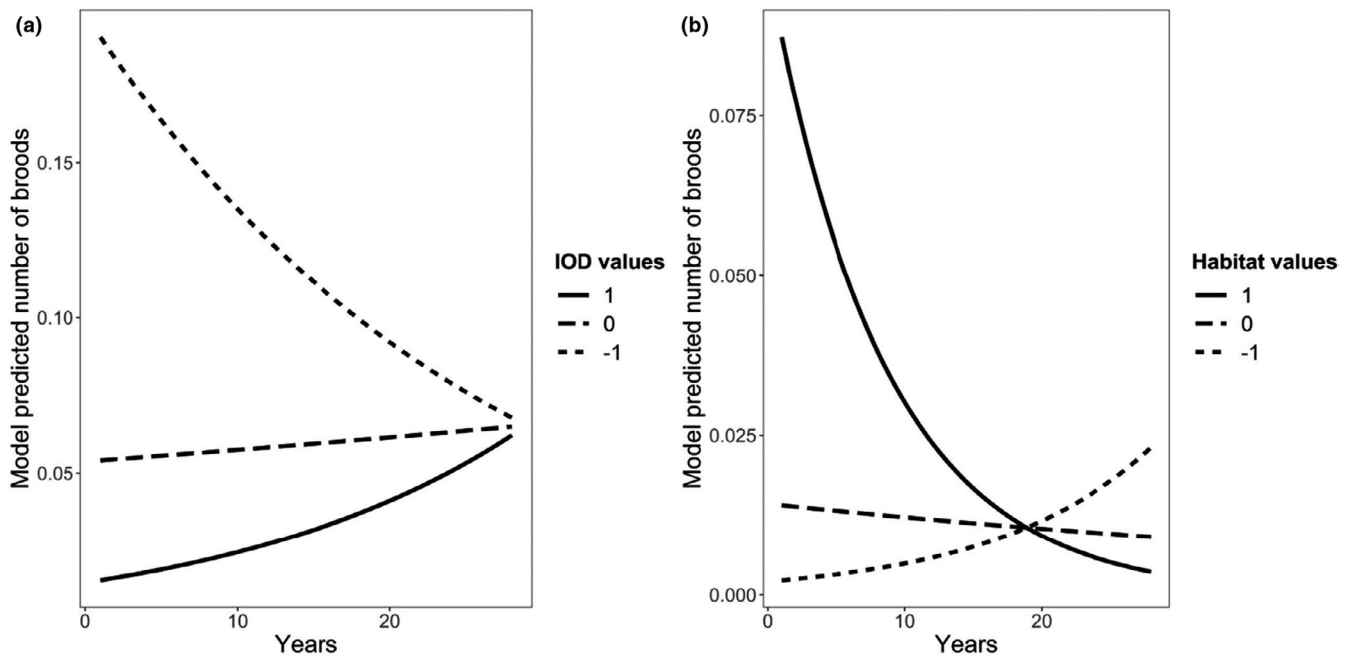 (a)
Model predicted number of broods
0.15
0.10
0.05
0
10
20
Years
IOD values
1
0
-1
(b)
Model predicted number of broods
0.075
0.050
0.025
0.000
0
10
20
Years
Habitat values
1
0
-1